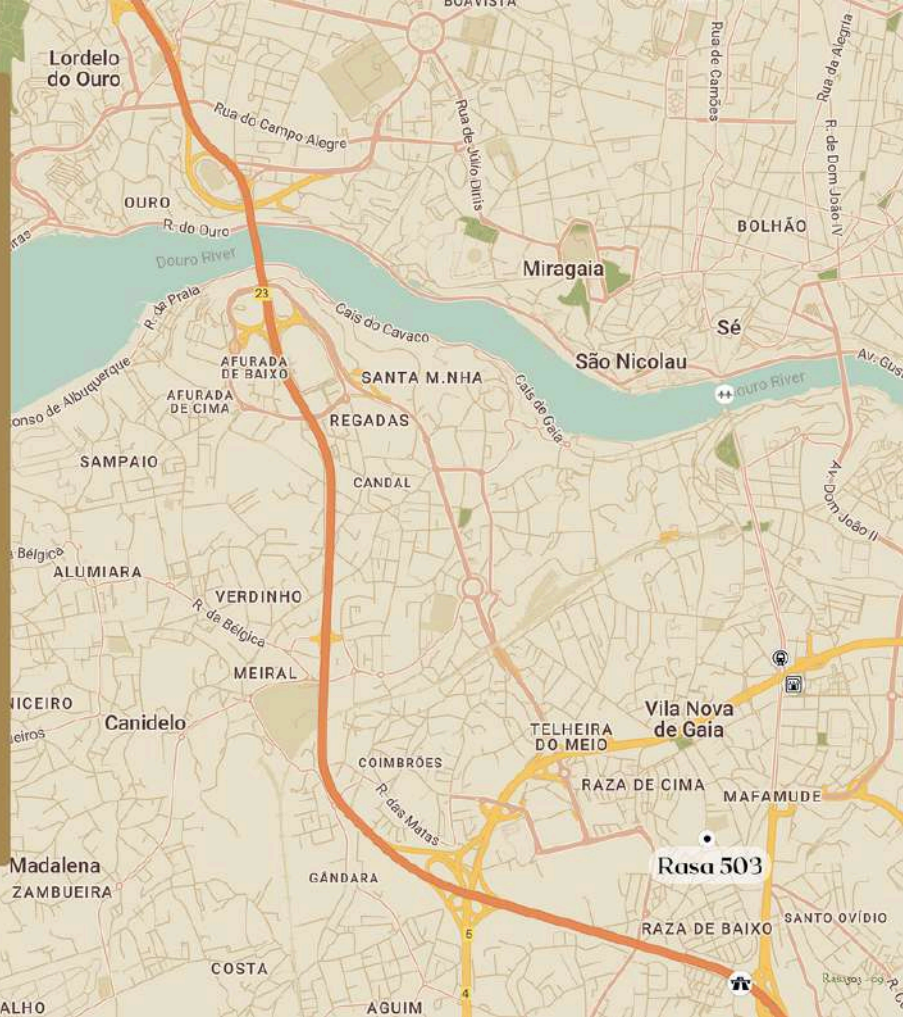 BOAVISTA
Lordelo
do Ouro
Rua do Campo Alegre
Rua de Júlio Dinis
Rua de Camões
Rua da Alegria
R. de Dom João IV
OURO
R. do Ouro
BOLHÃO
Douro River
Miragaia
23
R. da Praia
Cais do Cavaco
Sé
São Nicolau
Av. Gus
ouro River
AFURADA
DE BAIXO
SANTA M.NHA
AFURADA
DE CIMA
onso de Albuquerque
Cais de Gaia
REGADAS
SAMPAIO
CANDAL
Av. Dom João II
a Bélgica
ALUMIARA
VERDINHO
R. da Bélgica
MEIRAL
NICEIRO
Canidelo
eiros
Vila Nova
de Gaia
TELHEIRA
DO MEIO
COIMBRÕES
RAZA DE CIMA
MAFAMUDE
R. das Matas
Madalena
ZAMBUEIRA
GÂNDARA
Rasa 503
SANTO OVÍDIO
RAZA DE BAIXO
5
COSTA
4
ALHO
AGUIM